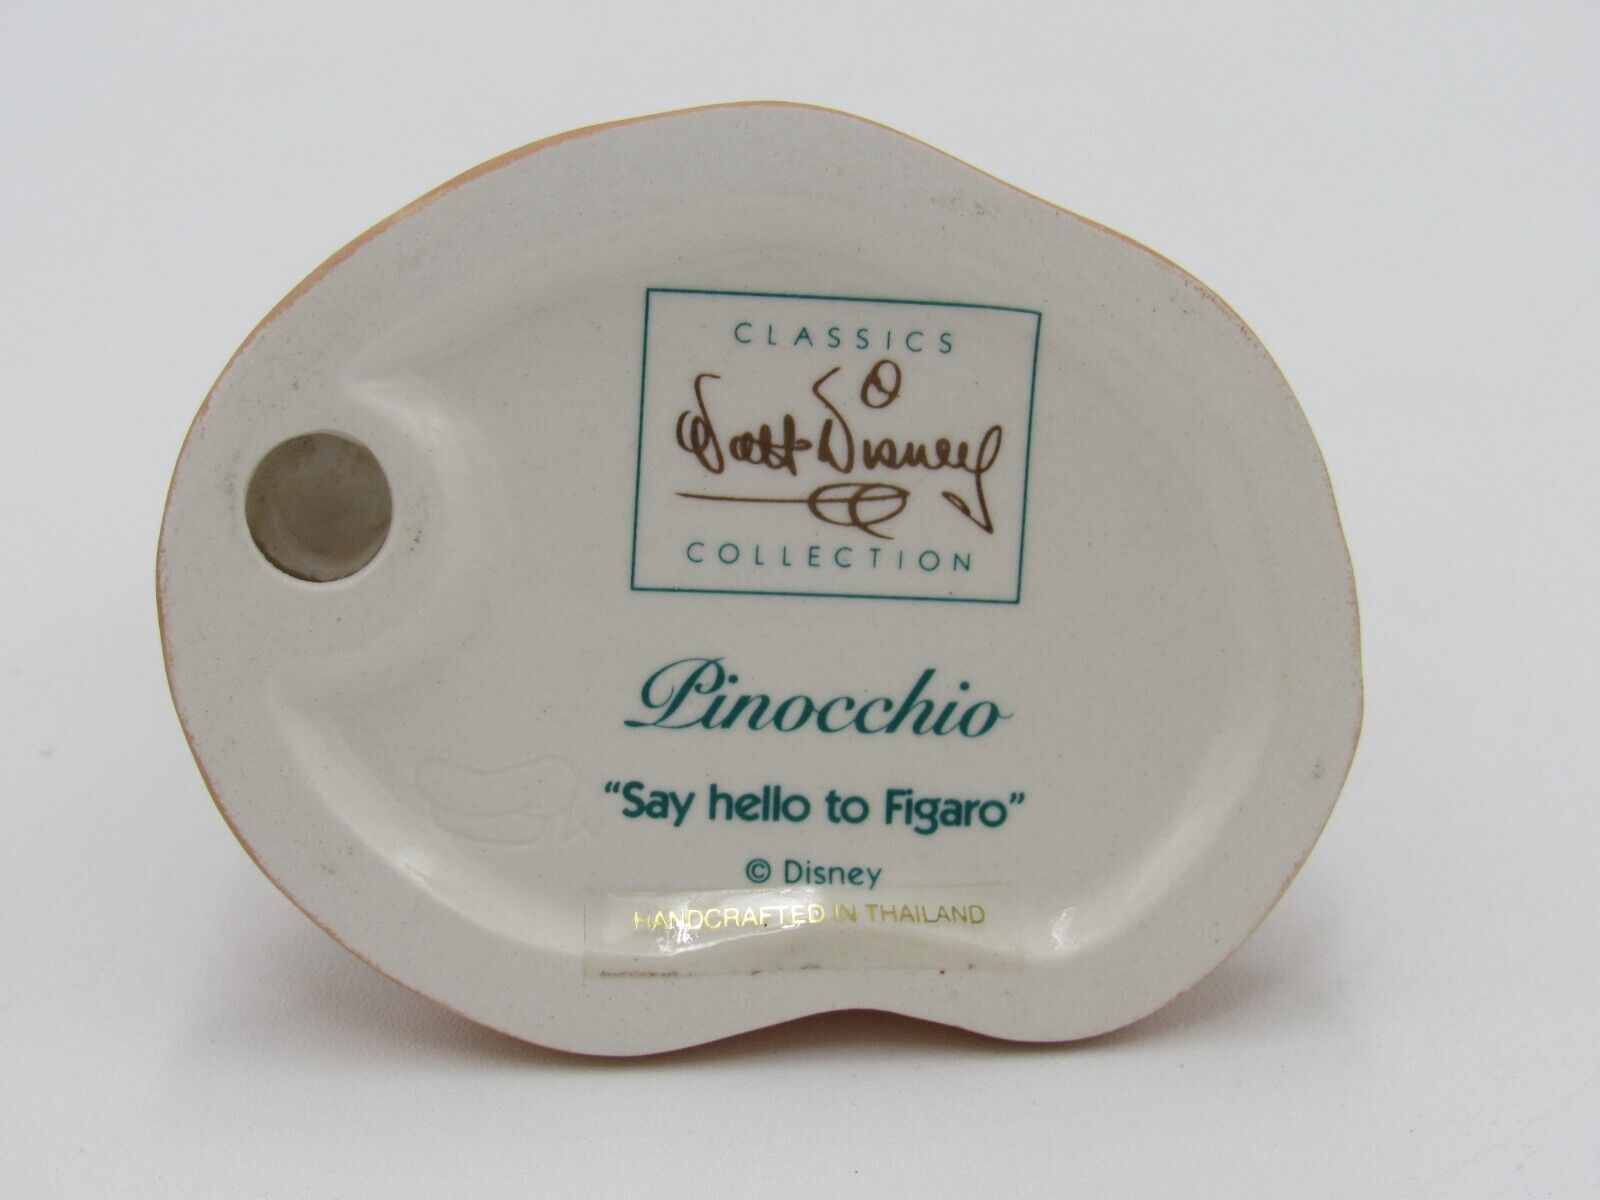 CLASSICS
Walt Disney
COLLECTION
Pinocchio
“Say hello to Figaro”
© Disney
HANDCRAFTED IN THAILAND